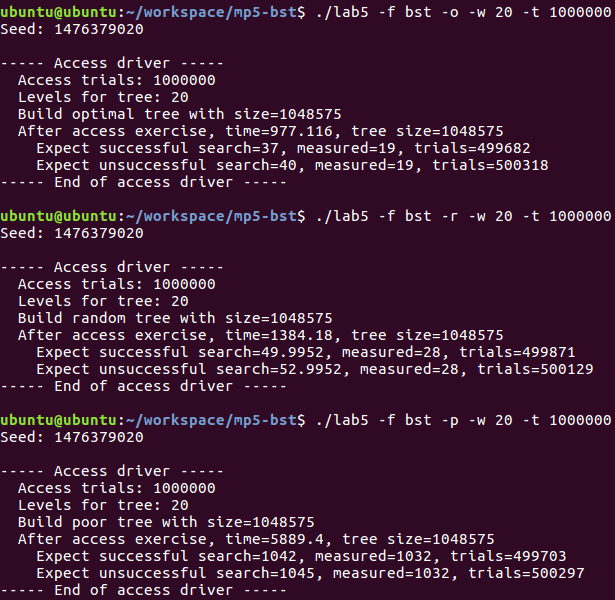 ubuntu@ubuntu:~/workspace/mp5-bst$ ./lab5 -f bst -o -w 20 -t 1000000
Seed: 1476379020

----- Access driver -----
  Access trials: 1000000
  Levels for tree: 20
  Build optimal tree with size=1048575
  After access exercise, time=977.116, tree size=1048575
    Expect successful search=37, measured=19, trials=499682
    Expect unsuccessful search=40, measured=19, trials=500318
----- End of access driver -----

ubuntu@ubuntu:~/workspace/mp5-bst$ ./lab5 -f bst -r -w 20 -t 1000000
Seed: 1476379020

----- Access driver -----
  Access trials: 1000000
  Levels for tree: 20
  Build random tree with size=1048575
  After access exercise, time=1384.18, tree size=1048575
    Expect successful search=49.9952, measured=28, trials=499871
    Expect unsuccessful search=52.9952, measured=28, trials=500129
----- End of access driver -----

ubuntu@ubuntu:~/workspace/mp5-bst$ ./lab5 -f bst -p -w 20 -t 1000000
Seed: 1476379020

----- Access driver -----
  Access trials: 1000000
  Levels for tree: 20
  Build poor tree with size=1048575
  After access exercise, time=5889.4, tree size=1048575
    Expect successful search=1042, measured=1032, trials=499703
    Expect unsuccessful search=1045, measured=1032, trials=500297
----- End of access driver -----